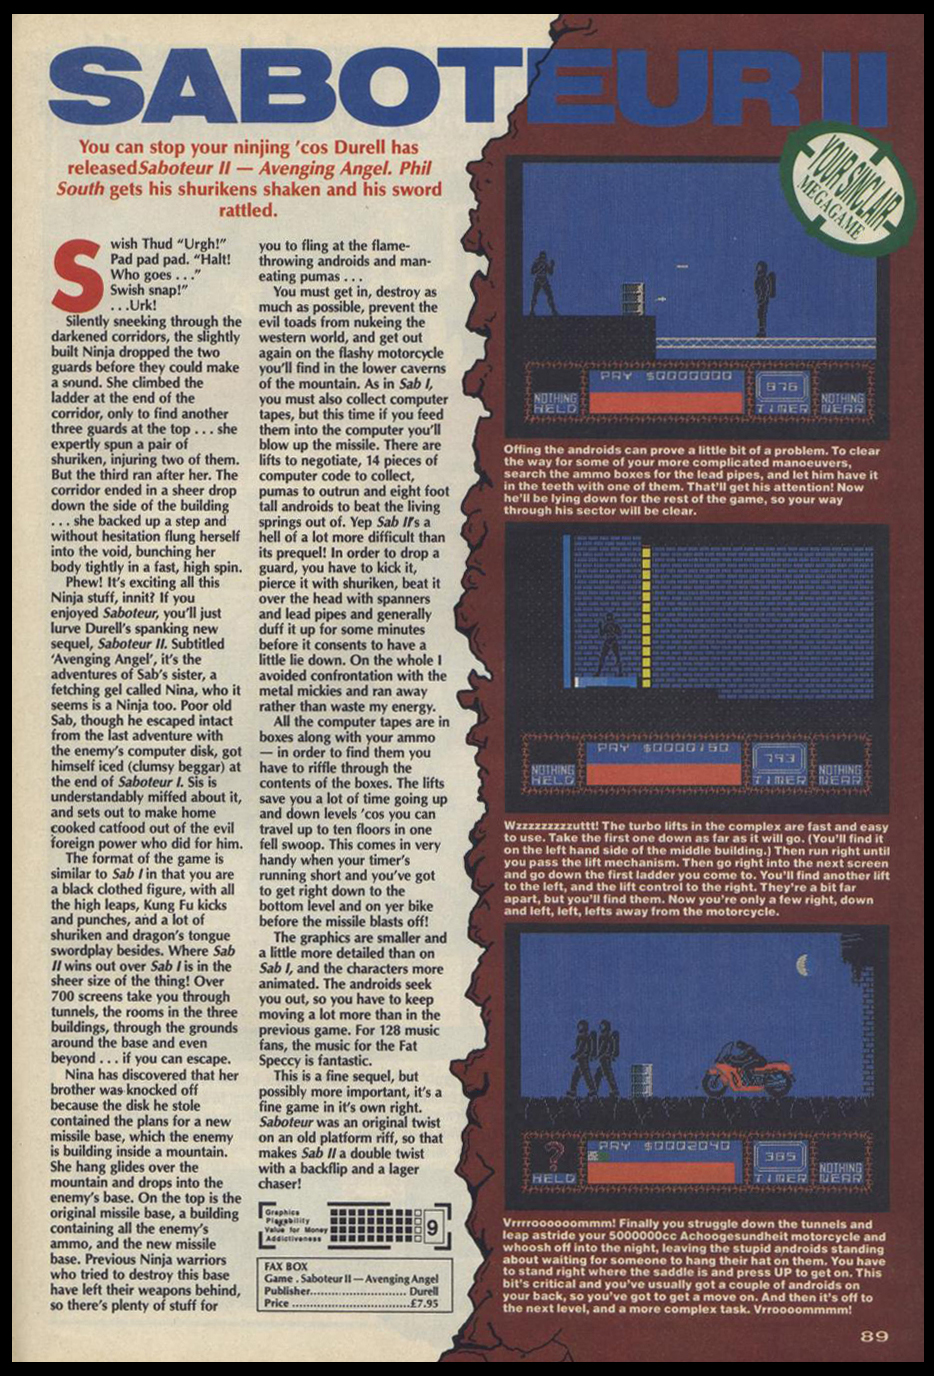 SABOTEUR II
You can stop your ninjing 'cos Durell has
releasedSaboteur II — Avenging Angel. Phil
South gets his shurikens shaken and his sword
rattled.
Swish Thud “Urgh!”
Pad pad pad. “Halt!
Who goes . . .”
Swish snap!”
. . .Urk!
Silently sneeking through the
darkened corridors, the slightly
built Ninja dropped the two
guards before they could make
a sound. She climbed the
ladder at the end of the
corridor, only to find another
three guards at the top . . . she
expertly spun a pair of
shuriken, injuring two of them.
But the third ran after her. The
corridor ended in a sheer drop
down the side of the building
. . . she backed up a step and
without hesitation flung herself
into the void, bunching her
body tightly in a fast, high spin.
Phew! It's exciting all this
Ninja stuff, innit? If you
enjoyed Saboteur, you'll just
lurve Durell's spanking new
sequel, Saboteur II. Subtitled
'Avenging Angel', it's the
adventures of Sab's sister, a
fetching gel called Nina, who it
seems is a Ninja too. Poor old
Sab, though he escaped intact
from the last adventure with
the enemy's computer disk, got
himself iced (clumsy beggar) at
the end of Saboteur I. Sis is
understandably miffed about it,
and sets out to make home
cooked catfood out of the evil
foreign power who did for him.
The format of the game is
similar to Sab I in that you are
a black clothed figure, with all
the high leaps, Kung Fu kicks
and punches, and a lot of
shuriken and dragon's tongue
swordplay besides. Where Sab
II wins out over Sab I is in the
sheer size of the thing! Over
700 screens take you through
tunnels, the rooms in the three
buildings, through the grounds
around the base and even
beyond . . . if you can escape.
Nina has discovered that her
brother was knocked off
because the disk he stole
contained the plans for a new
missile base, which the enemy
is building inside a mountain.
She hang glides over the
mountain and drops into the
enemy's base. On the top is the
original missile base, a building
containing all the enemy's
ammo, and the new missile
base. Previous Ninja warriors
who tried to destroy this base
have left their weapons behind,
so there's plenty of stuff for
you to fling at the flame-
throwing androids and man-
eating pumas . . .
You must get in, destroy as
much as possible, prevent the
evil toads from nukeing the
western world, and get out
again on the flashy motorcycle
you'll find in the lower caverns
of the mountain. As in Sab I,
you must also collect computer
tapes, but this time if you feed
them into the computer you'll
blow up the missile. There are
lifts to negotiate, 14 pieces of
computer code to collect,
pumas to outrun and eight foot
tall androids to beat the living
springs out of. Yep Sab II's a
hell of a lot more difficult than
its prequel! In order to drop a
guard, you have to kick it,
pierce it with shuriken, beat it
over the head with spanners
and lead pipes and generally
duff it up for some minutes
before it consents to have a
little lie down. On the whole I
avoided confrontation with the
metal mickies and ran away
rather than waste my energy.
All the computer tapes are in
boxes along with your ammo
— in order to find them you
have to riffle through the
contents of the boxes. The lifts
save you a lot of time going up
and down levels 'cos you can
travel up to ten floors in one
fell swoop. This comes in very
handy when your timer's
running short and you've got
to get right down to the
bottom level and on yer bike
before the missile blasts off!
The graphics are smaller and
a little more detailed than on
Sab I, and the characters more
animated. The androids seek
you out, so you have to keep
moving a lot more than in the
previous game. For 128 music
fans, the music for the Fat
Speccy is fantastic.
This is a fine sequel, but
possibly more important, it's a
fine game in it's own right.
Saboteur was an original twist
on an old platform riff, so that
makes Sab II a double twist
with a backflip and a lager
chaser!
Graphics
Playability
Value for Money
Addictiveness
9
FAX BOX
Game . Saboteur II — Avenging Angel
Publisher.............................. Durell
Price ....................................£7.95
YOUR SINCLAIR
MEGAGAME
PAY $0000000
NOTHING
HELD
876
TIMER
NOTHING
NEAR
Offing the androids can prove a little bit of a problem. To clear
the way for some of your more complicated manoeuvers,
search the ammo boxes for the lead pipes, and let him have it
in the teeth with one of them. That'll get his attention! Now
he'll be lying down for the rest of the game, so your way
through his sector will be clear.
PAY $0000150
NOTHING
HELD
793
TIMER
NOTHING
NEAR
Wzzzzzzzzzuttt! The turbo lifts in the complex are fast and easy
to use. Take the first one down as far as it will go. (You'll find it
on the left hand side of the middle building.) Then run right until
you pass the lift mechanism. Then go right into the next screen
and go down the first ladder you come to. You'll find another lift
to the left, and the lift control to the right. They're a bit far
apart, but you'll find them. Now you're only a few right, down
and left, left, lefts away from the motorcycle.
PAY $0002040
?
HELD
385
TIMER
NOTHING
NEAR
Vrrrroooooommm! Finally you struggle down the tunnels and
leap astride your 5000000cc Achoogesundheit motorcycle and
whoosh off into the night, leaving the stupid androids standing
about waiting for someone to hang their hat on them. You have
to stand right where the saddle is and press UP to get on. This
bit's critical and you've usually got a couple of androids on
your back, so you've got to get a move on. And then it's off to
the next level, and a more complex task. Vrroooommmm!
89